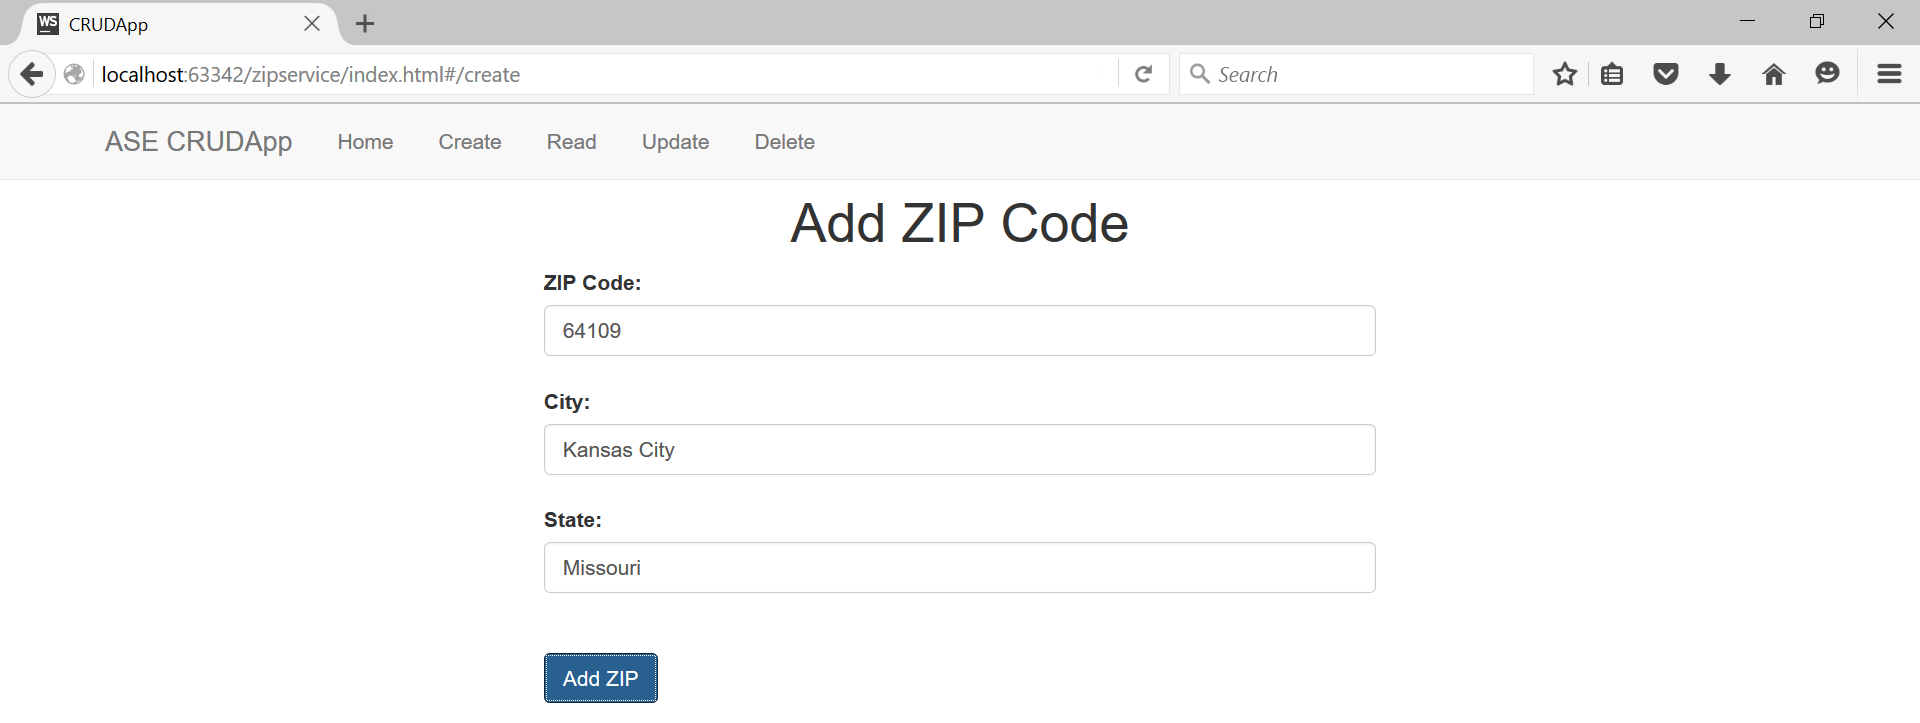 WS CRUDApp
localhost:63342/zipservice/index.html#/create Search
ASE CRUDApp Home Create Read Update Delete
Add ZIP Code
ZIP Code:
64109
City:
Kansas City
State:
Missouri
Add ZIP